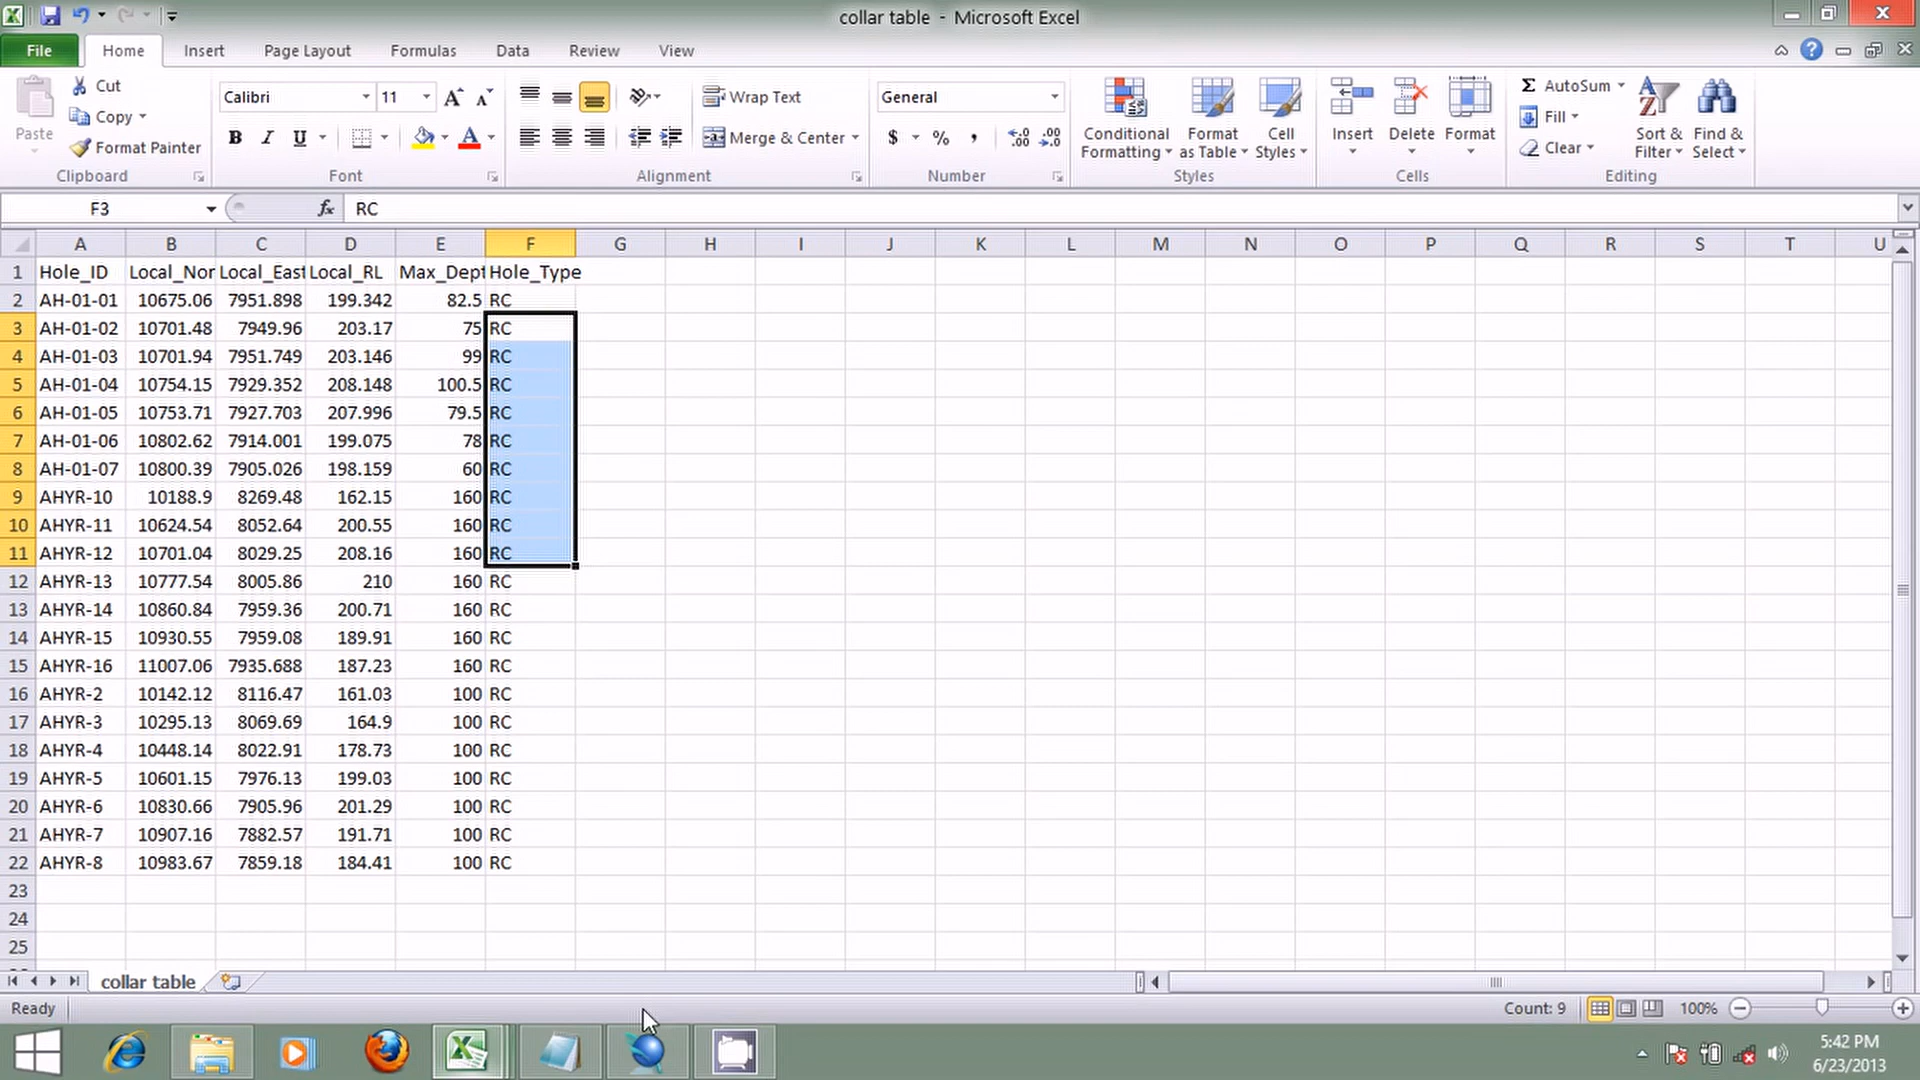 collar table - Microsoft Excel
File Home Insert Page Layout Formulas Data Review View
Paste
Cut
Copy
Format Painter
Clipboard
Calibri 11
B I U A
Font
Wrap Text
Merge & Center
Alignment
General
$ % ,
Number
Conditional Formatting
Format as Table
Cell Styles
Styles
Insert Delete Format
Cells
Σ AutoSum
Fill
Clear
Sort & Filter
Find & Select
Editing
F3 fx RC
A B C D E F G H I J K L M N O P Q R S T U
1 Hole_ID Local_Nor Local_East Local_RL Max_Dept Hole_Type
2 AH-01-01 10675.06 7951.898 199.342 82.5 RC
3 AH-01-02 10701.48 7949.96 203.17 75 RC
4 AH-01-03 10701.94 7951.749 203.146 99 RC
5 AH-01-04 10754.15 7929.352 208.148 100.5 RC
6 AH-01-05 10753.71 7927.703 207.996 79.5 RC
7 AH-01-06 10802.62 7914.001 199.075 78 RC
8 AH-01-07 10800.39 7905.026 198.159 60 RC
9 AHYR-10 10188.9 8269.48 162.15 160 RC
10 AHYR-11 10624.54 8052.64 200.55 160 RC
11 AHYR-12 10701.04 8029.25 208.16 160 RC
12 AHYR-13 10777.54 8005.86 210 160 RC
13 AHYR-14 10860.84 7959.36 200.71 160 RC
14 AHYR-15 10930.55 7959.08 189.91 160 RC
15 AHYR-16 11007.06 7935.688 187.23 160 RC
16 AHYR-2 10142.12 8116.47 161.03 100 RC
17 AHYR-3 10295.13 8069.69 164.9 100 RC
18 AHYR-4 10448.14 8022.91 178.73 100 RC
19 AHYR-5 10601.15 7976.13 199.03 100 RC
20 AHYR-6 10830.66 7905.96 201.29 100 RC
21 AHYR-7 10907.16 7882.57 191.71 100 RC
22 AHYR-8 10983.67 7859.18 184.41 100 RC
23
24
25
collar table
Ready Count: 9 100%
5:42 PM
6/23/2013